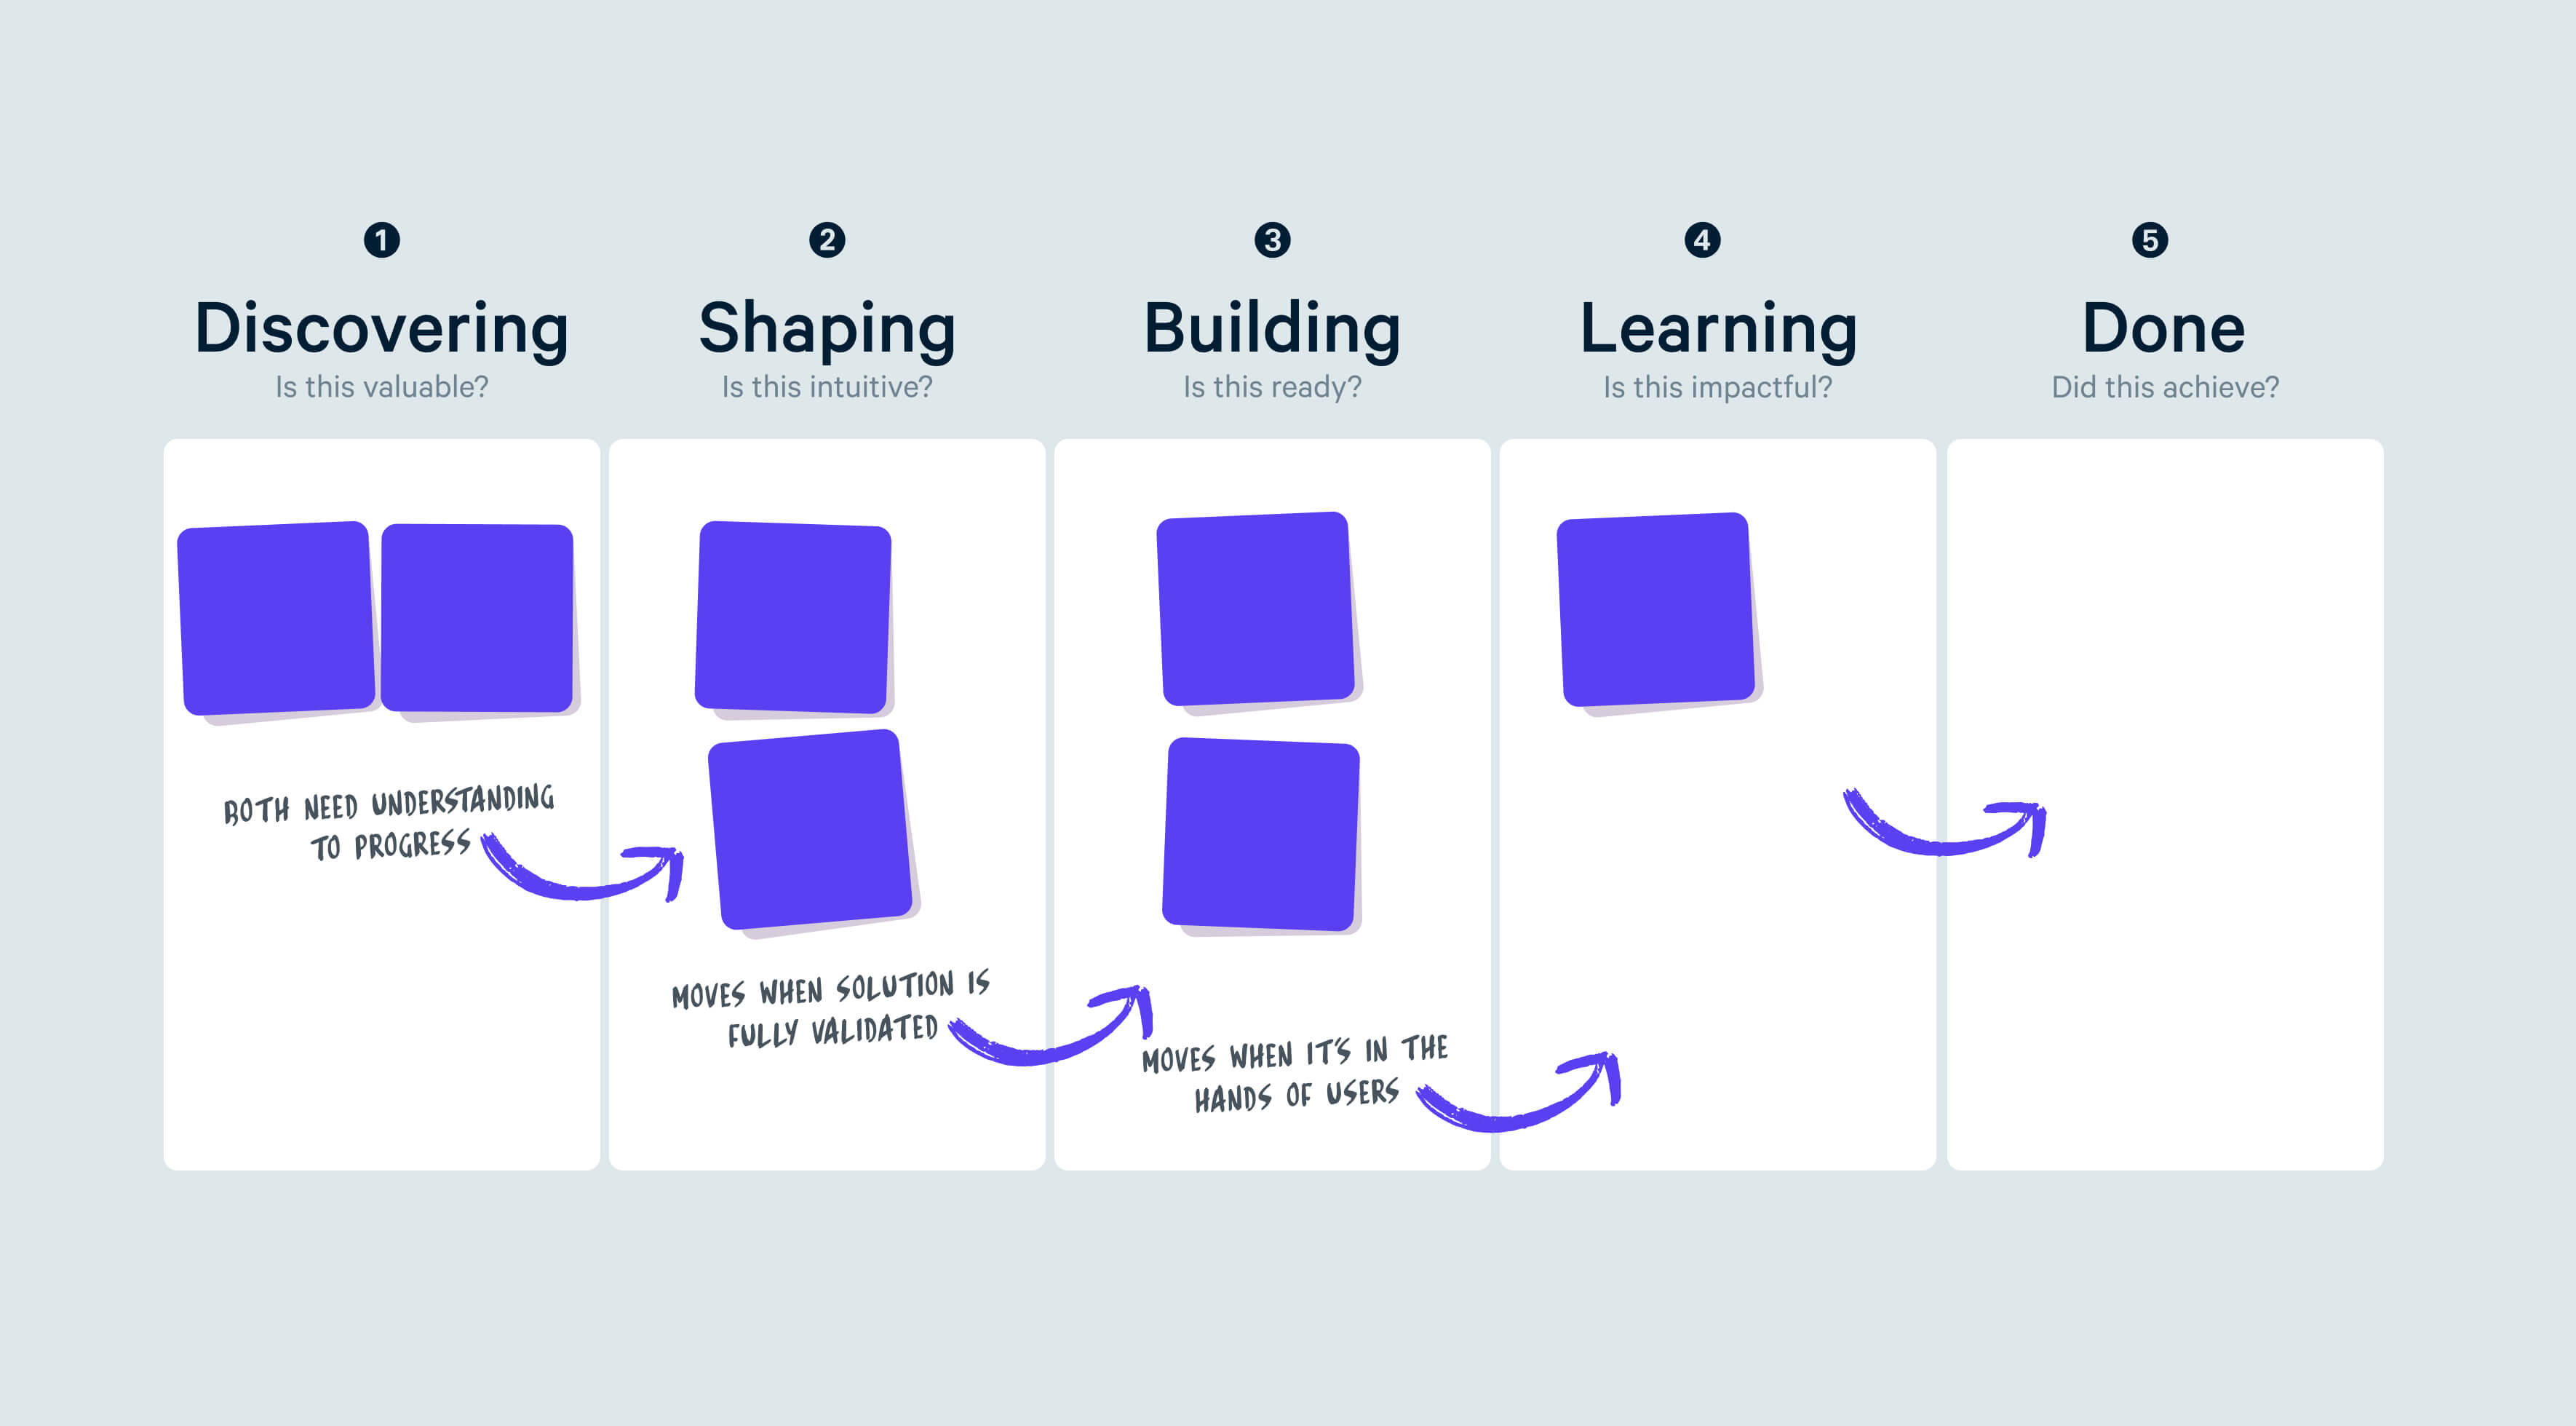 1
Discovering
Is this valuable?
BOTH NEED UNDERSTANDING
TO PROGRESS
2
Shaping
Is this intuitive?
MOVES WHEN SOLUTION IS
FULLY VALIDATED
3
Building
Is this ready?
MOVES WHEN IT'S IN THE
HANDS OF USERS
4
Learning
Is this impactful?
5
Done
Did this achieve?